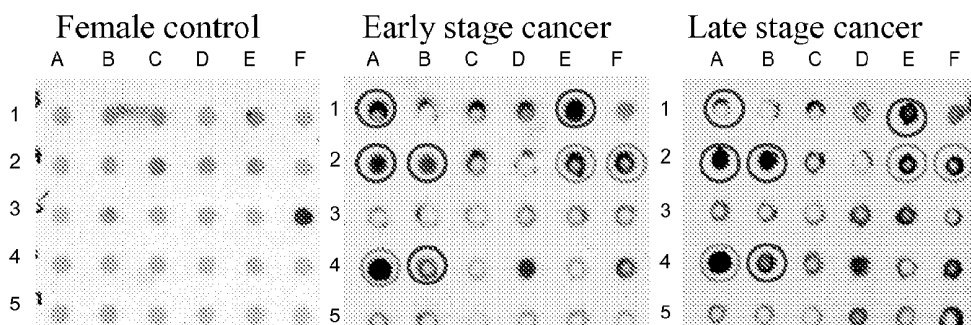 Female control Early stage cancer Late stage cancer
A B C D E F A B C D E F A B C D E F
1 1 1
2 2 2
3 3 3
4 4 4
5 5 5